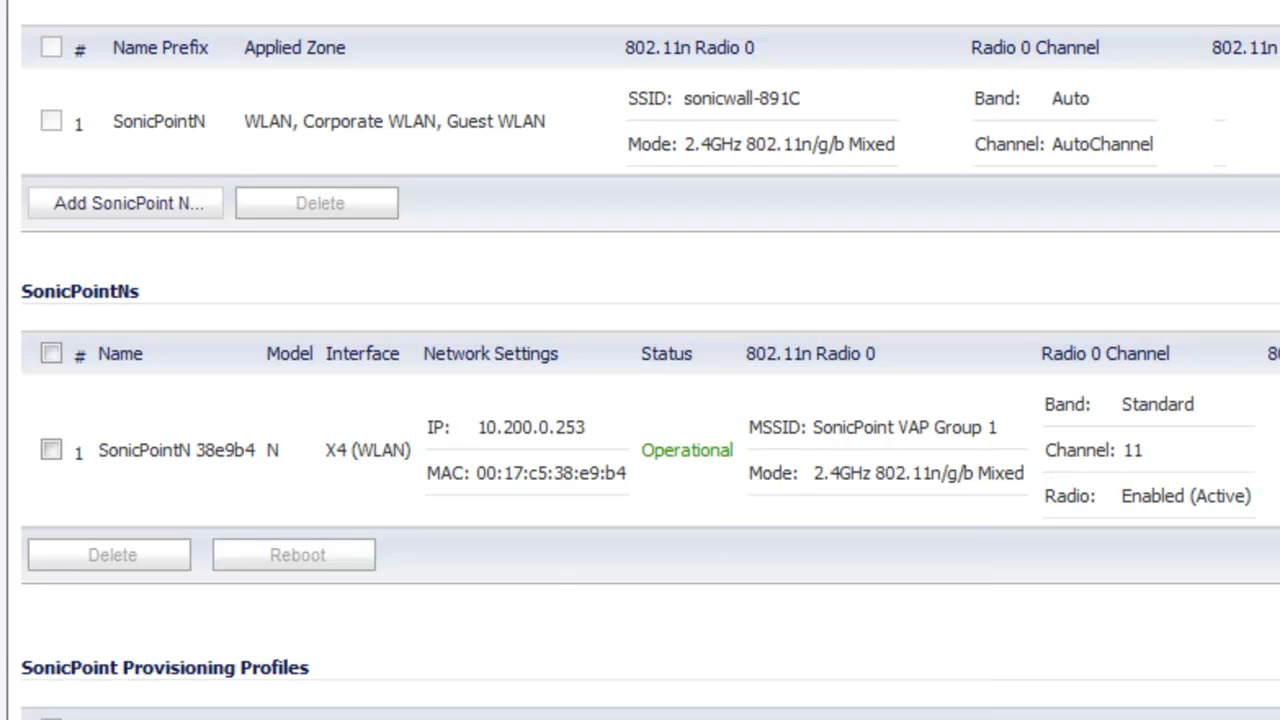 # Name Prefix Applied Zone 802.11n Radio 0 Radio 0 Channel 802.11n
SSID: sonicwall-891C Band: Auto
1 SonicPointN WLAN, Corporate WLAN, Guest WLAN
Mode: 2.4GHz 802.11n/g/b Mixed Channel: AutoChannel
Add SonicPoint N... Delete
SonicPointNs
# Name Model Interface Network Settings Status 802.11n Radio 0 Radio 0 Channel 8
Band: Standard
IP: 10.200.0.253 MSSID: SonicPoint VAP Group 1
1 SonicPointN 38e9b4 N X4 (WLAN) Operational Channel: 11
MAC: 00:17:c5:38:e9:b4 Mode: 2.4GHz 802.11n/g/b Mixed
Radio: Enabled (Active)
Delete Reboot
SonicPoint Provisioning Profiles